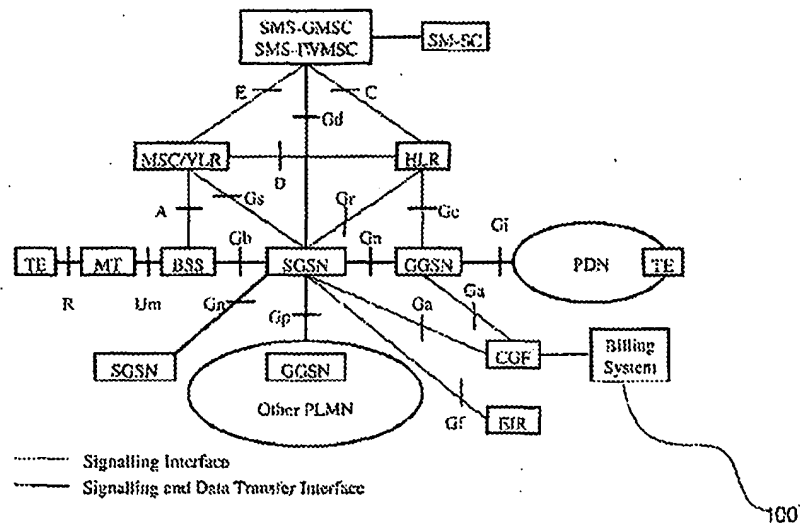 SMS-GMSC
SMS-IWMSC
SM-SC
E
C
Gd
MSC/VLR
HLR
D
A
Gs
Gr
Gc
Gi
Gb
Gn
TE
MT
BSS
SGSN
GGSN
PDN
TE
R
Um
Gn
Gp
Ga
Ga
SGSN
GGSN
CGF
Billing
System
Other PLMN
Gf
EIR
Signalling Interface
Signalling and Data Transfer Interface
100